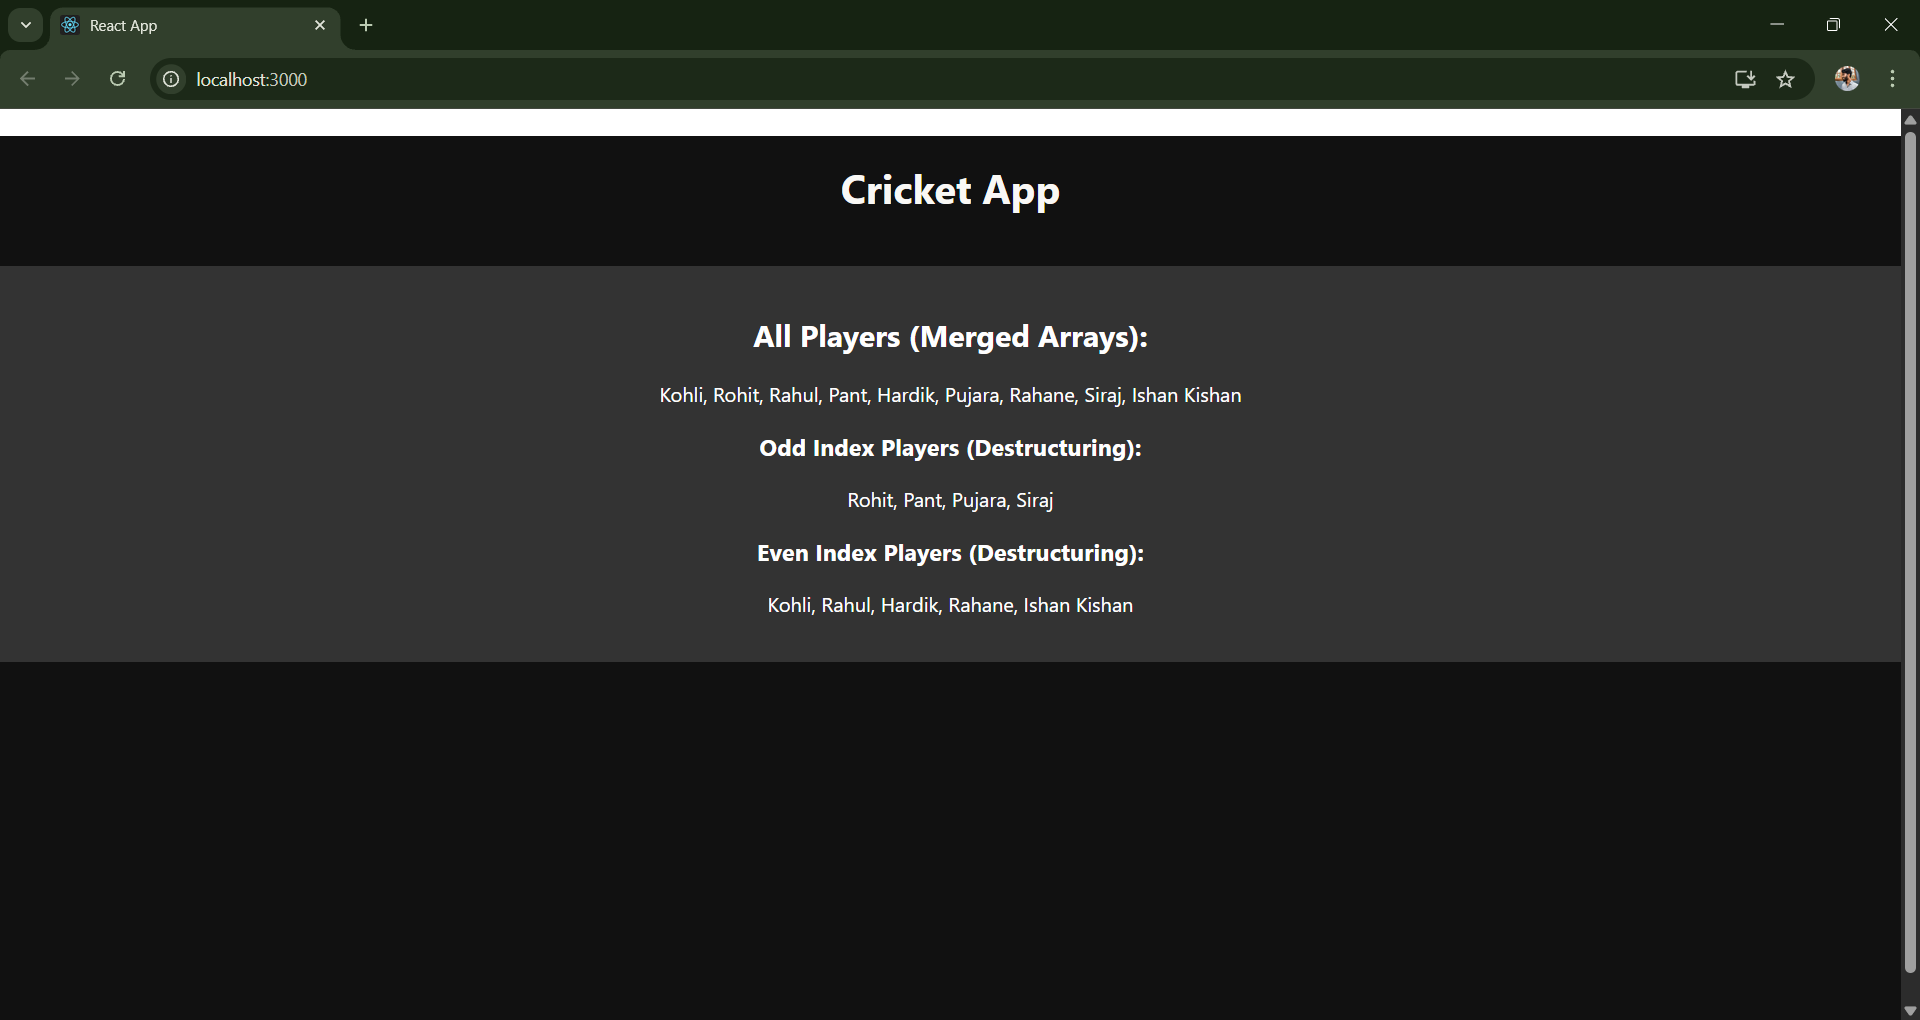 React App
localhost:3000
Cricket App
All Players (Merged Arrays):
Kohli, Rohit, Rahul, Pant, Hardik, Pujara, Rahane, Siraj, Ishan Kishan
Odd Index Players (Destructuring):
Rohit, Pant, Pujara, Siraj
Even Index Players (Destructuring):
Kohli, Rahul, Hardik, Rahane, Ishan Kishan